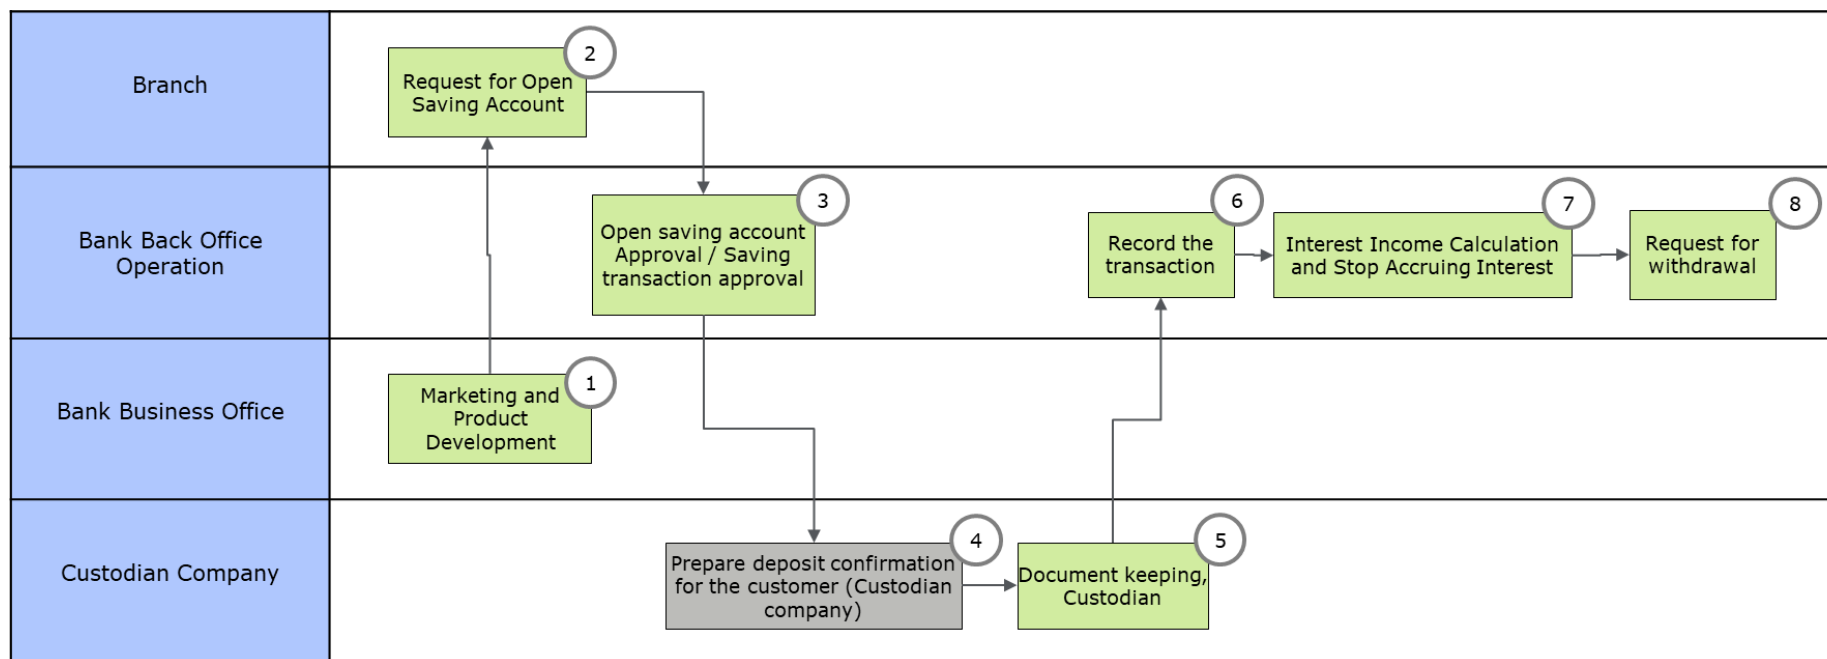 Branch
2
Request for Open
Saving Account
Bank Back Office
Operation
3
Open saving account
Approval / Saving
transaction approval
6
Record the
transaction
7
Interest Income Calculation
and Stop Accruing Interest
8
Request for
withdrawal
Bank Business Office
1
Marketing and
Product
Development
Custodian Company
4
Prepare deposit confirmation
for the customer (Custodian
company)
5
Document keeping,
Custodian